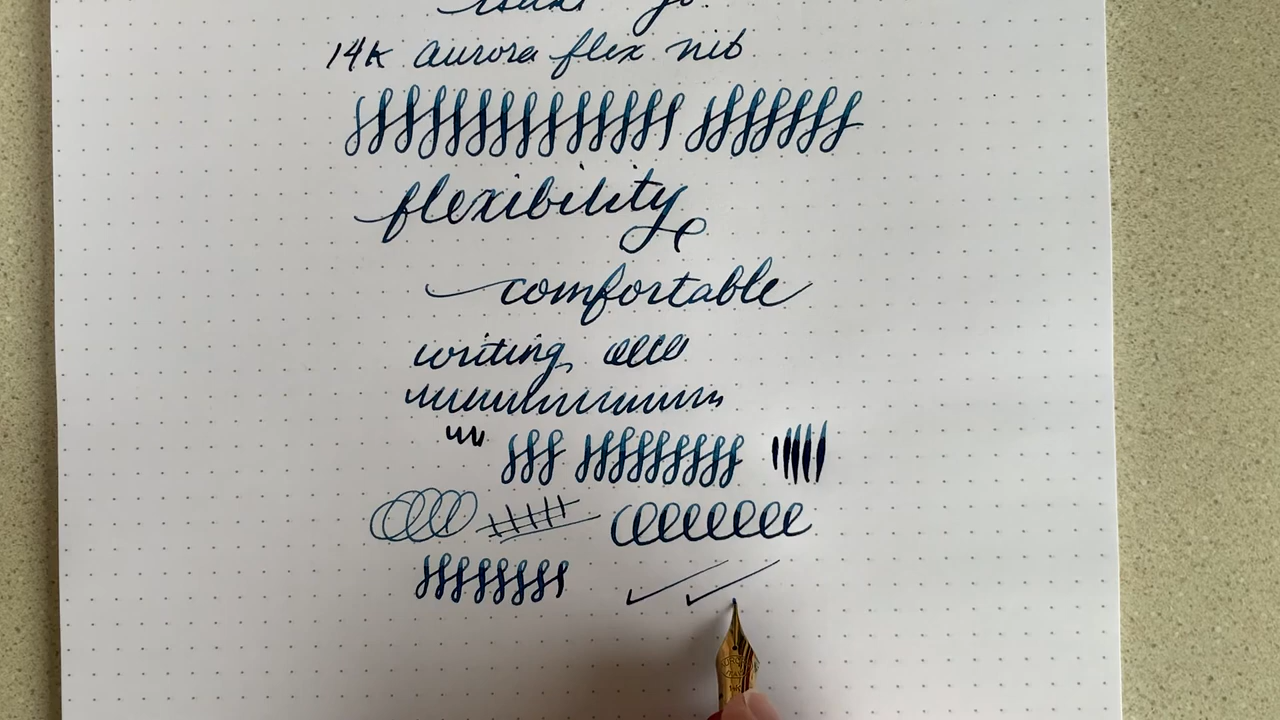 14K aurora flex nib
flexibility
comfortable
writing